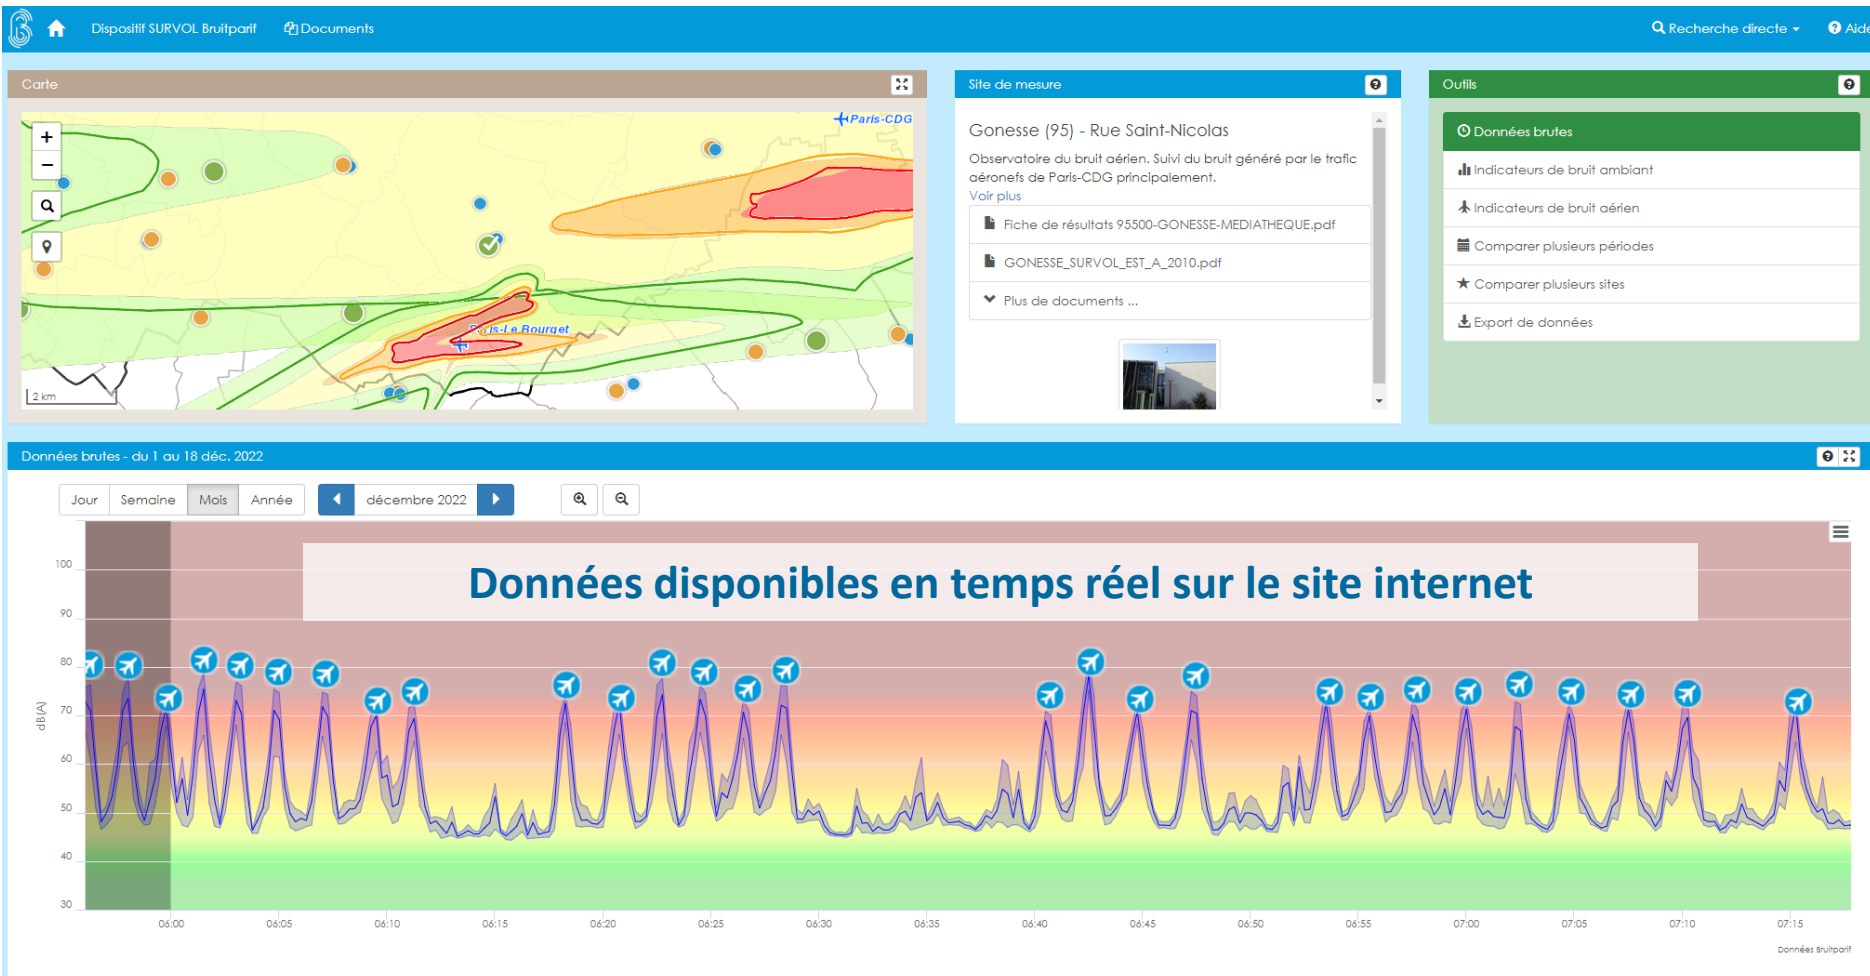 Dispositif SURVOL Bruitparif
Documents
Recherche directe
Aide
Carte
+
−
Paris-CDG
Paris-Le Bourget
2 km
Site de mesure
Gonesse (95) - Rue Saint-Nicolas
Observatoire du bruit aérien. Suivi du bruit généré par le trafic
aéronefs de Paris-CDG principalement.
Voir plus
Fiche de résultats 95500-GONESSE-MEDIATHEQUE.pdf
GONESSE_SURVOL_EST_A_2010.pdf
Plus de documents ...
Outils
Données brutes
Indicateurs de bruit ambiant
Indicateurs de bruit aérien
Comparer plusieurs périodes
Comparer plusieurs sites
Export de données
Données brutes - du 1 au 18 déc. 2022
Jour
Semaine
Mois
Année
décembre 2022
Données disponibles en temps réel sur le site internet
100
90
80
70
60
50
40
30
dB(A)
06:00
06:05
06:10
06:15
06:20
06:25
06:30
06:35
06:40
06:45
06:50
06:55
07:00
07:05
07:10
07:15
Données Bruitparif